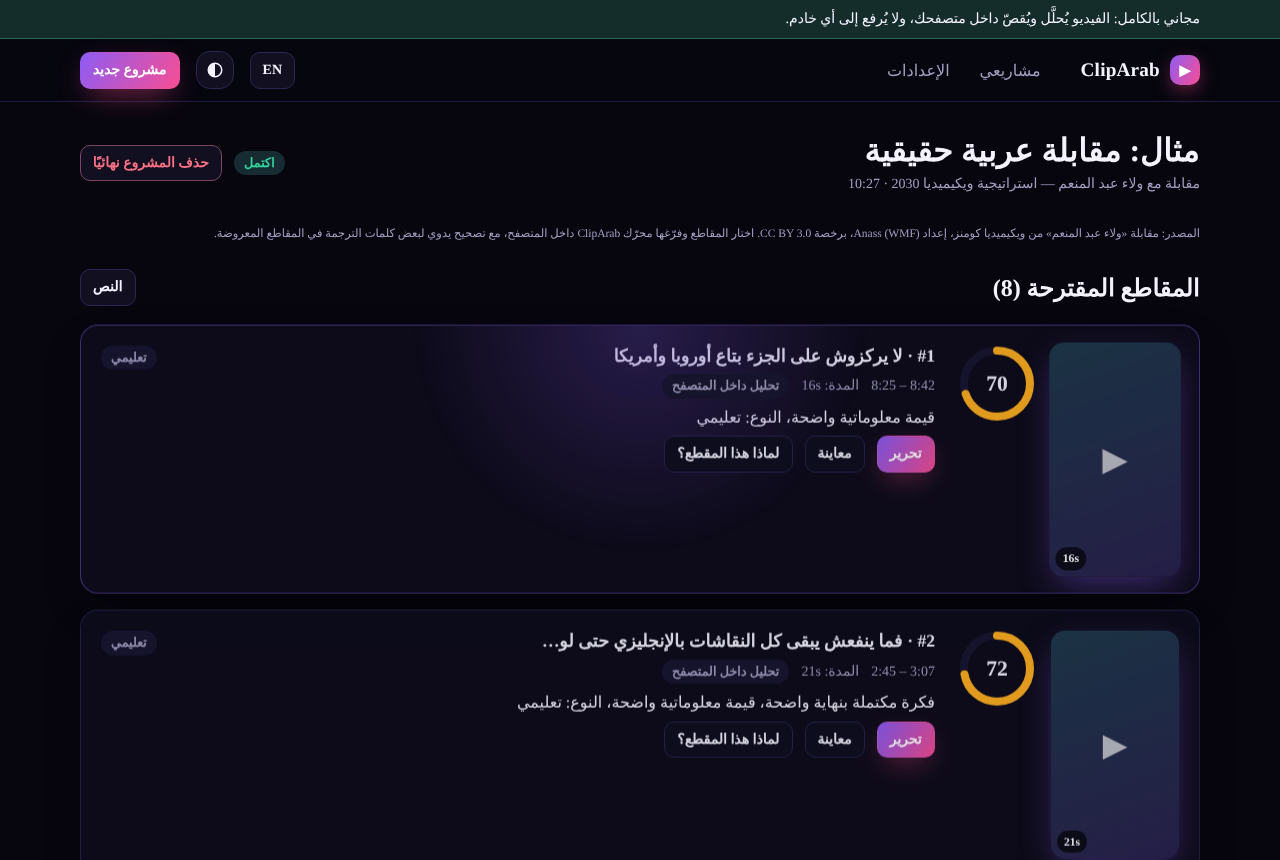 مجاني بالكامل: الفيديو يُحلَّل ويُقصّ داخل متصفحك، ولا يُرفع إلى أي خادم.
ClipArab مشاريعي الإعدادات EN مشروع جديد
مثال: مقابلة عربية حقيقية
اكتمل حذف المشروع نهائيًا
مقابلة مع ولاء عبد المنعم — استراتيجية ويكيميديا 2030 · 10:27
المصدر: مقابلة «ولاء عبد المنعم» من ويكيميديا كومنز، إعداد Anass (WMF)، برخصة CC BY 3.0. اختار المقاطع وفرّغها محرّك ClipArab داخل المتصفح، مع تصحيح يدوي لبعض كلمات الترجمة في المقاطع المعروضة.
المقاطع المقترحة (8) النص
70
#1 · لا يركزوش على الجزء بتاع أوروبا وأمريكا تعليمي
8:25 – 8:42 المدة: 16s تحليل داخل المتصفح
قيمة معلوماتية واضحة، النوع: تعليمي
تحرير معاينة لماذا هذا المقطع؟
16s
72
#2 · فما ينفعش يبقى كل النقاشات بالإنجليزي حتى لو… تعليمي
2:45 – 3:07 المدة: 21s تحليل داخل المتصفح
فكرة مكتملة بنهاية واضحة، قيمة معلوماتية واضحة، النوع: تعليمي
تحرير معاينة لماذا هذا المقطع؟
21s